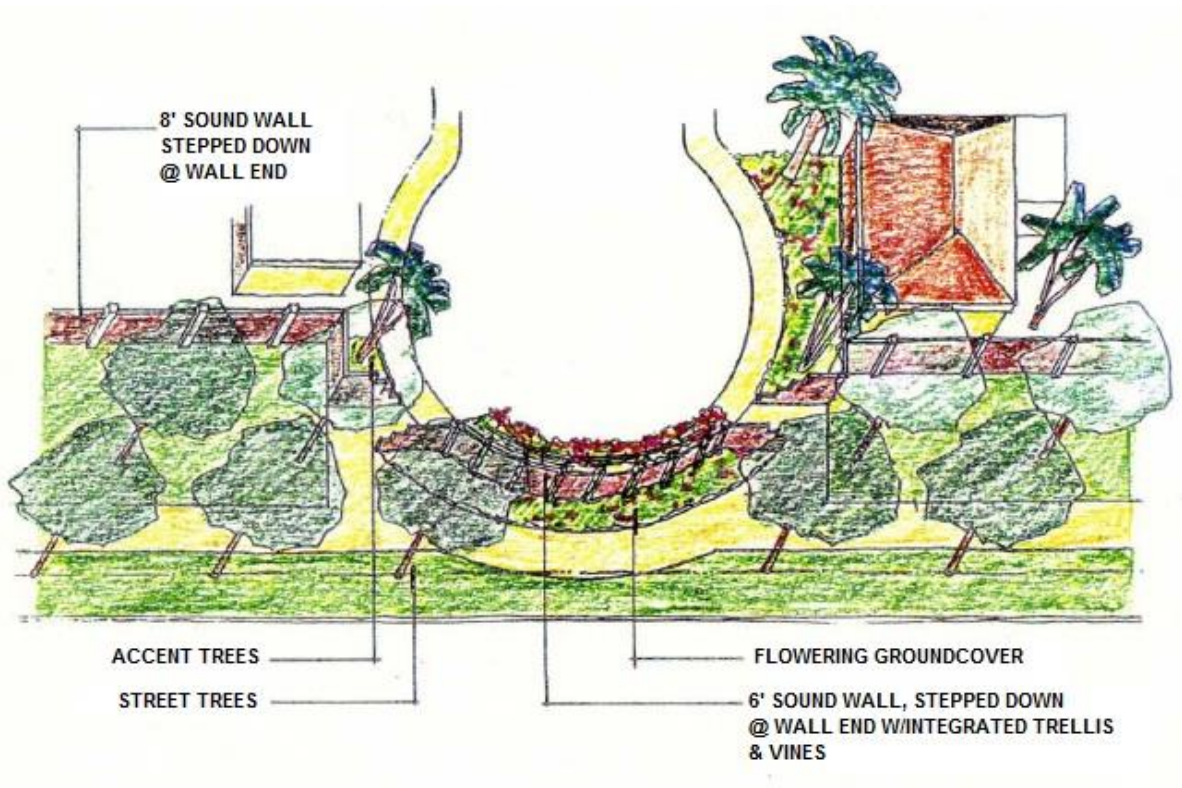 8' SOUND WALL
STEPPED DOWN
@ WALL END
ACCENT TREES
STREET TREES
FLOWERING GROUNDCOVER
6' SOUND WALL, STEPPED DOWN
@ WALL END W/INTEGRATED TRELLIS
& VINES